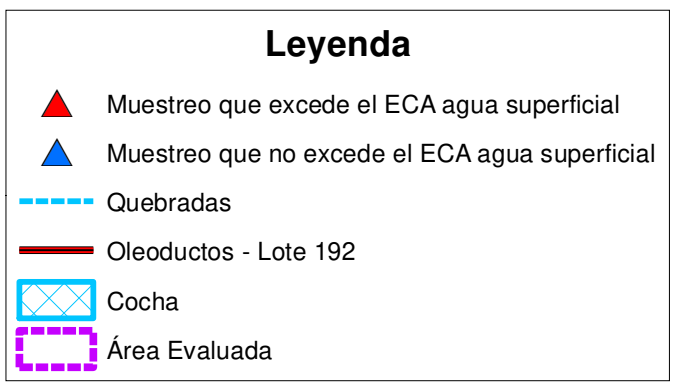 Leyenda
Muestreo que excede el ECA agua superficial
Muestreo que no excede el ECA agua superficial
Quebradas
Oleoductos - Lote 192
Cocha
Área Evaluada